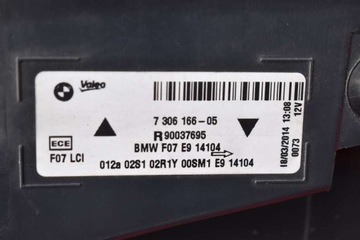 Valeo
7 306 166-05
R 90037695
BMW F07 E9 14104
ECE
F07 LCI
012a 02S1 02R1Y 00SM1 E9 14104
18/03/2014 13:08
0073 12V